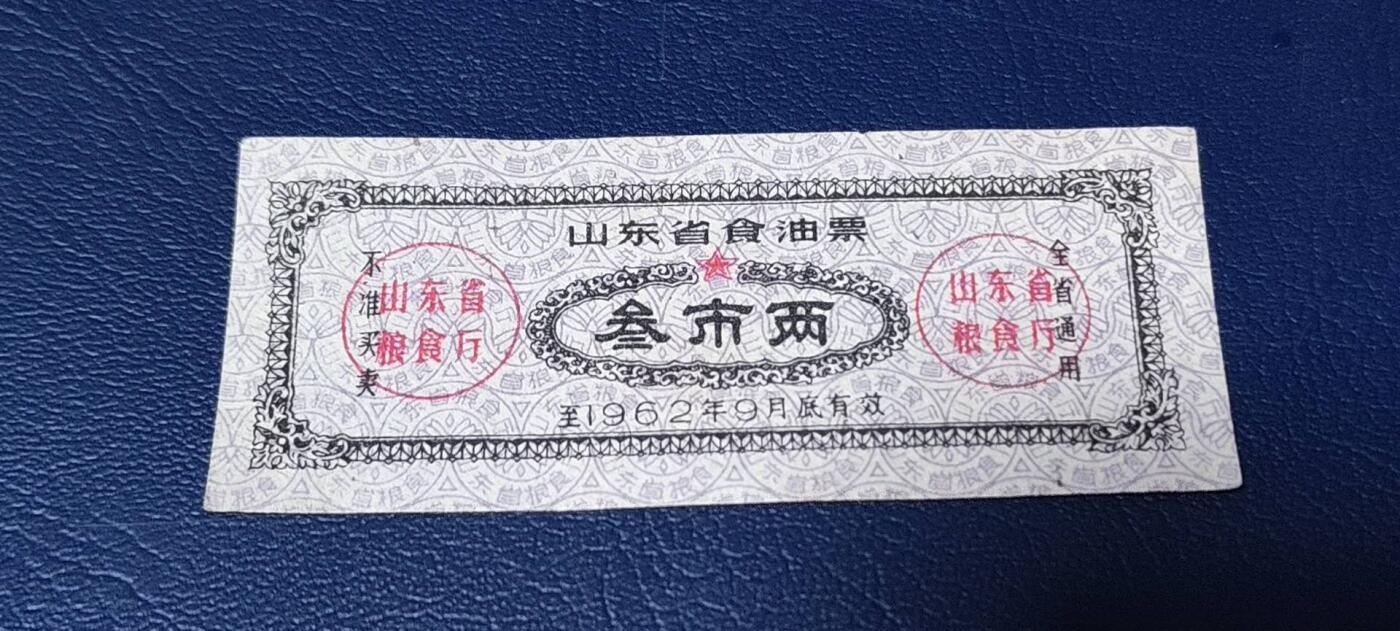 山东省食油票
不准买卖
山东省
粮食厅
叁市两
山东省
粮食厅
全省通用
至1962年9月底有效